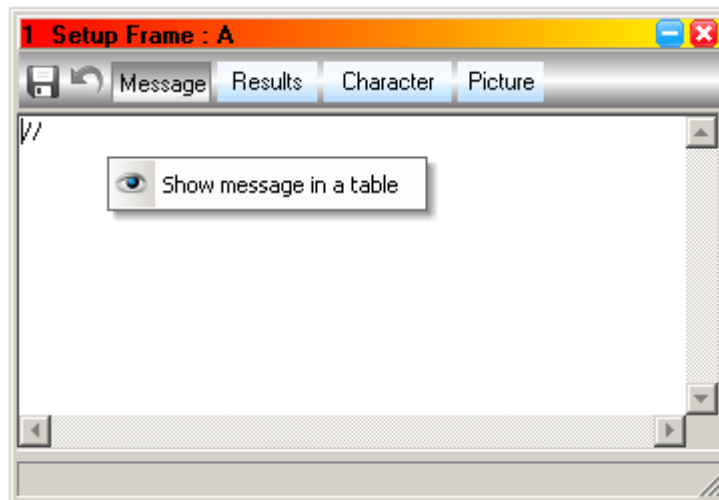 1 Setup Frame : A
Message Results Character Picture
//
Show message in a table